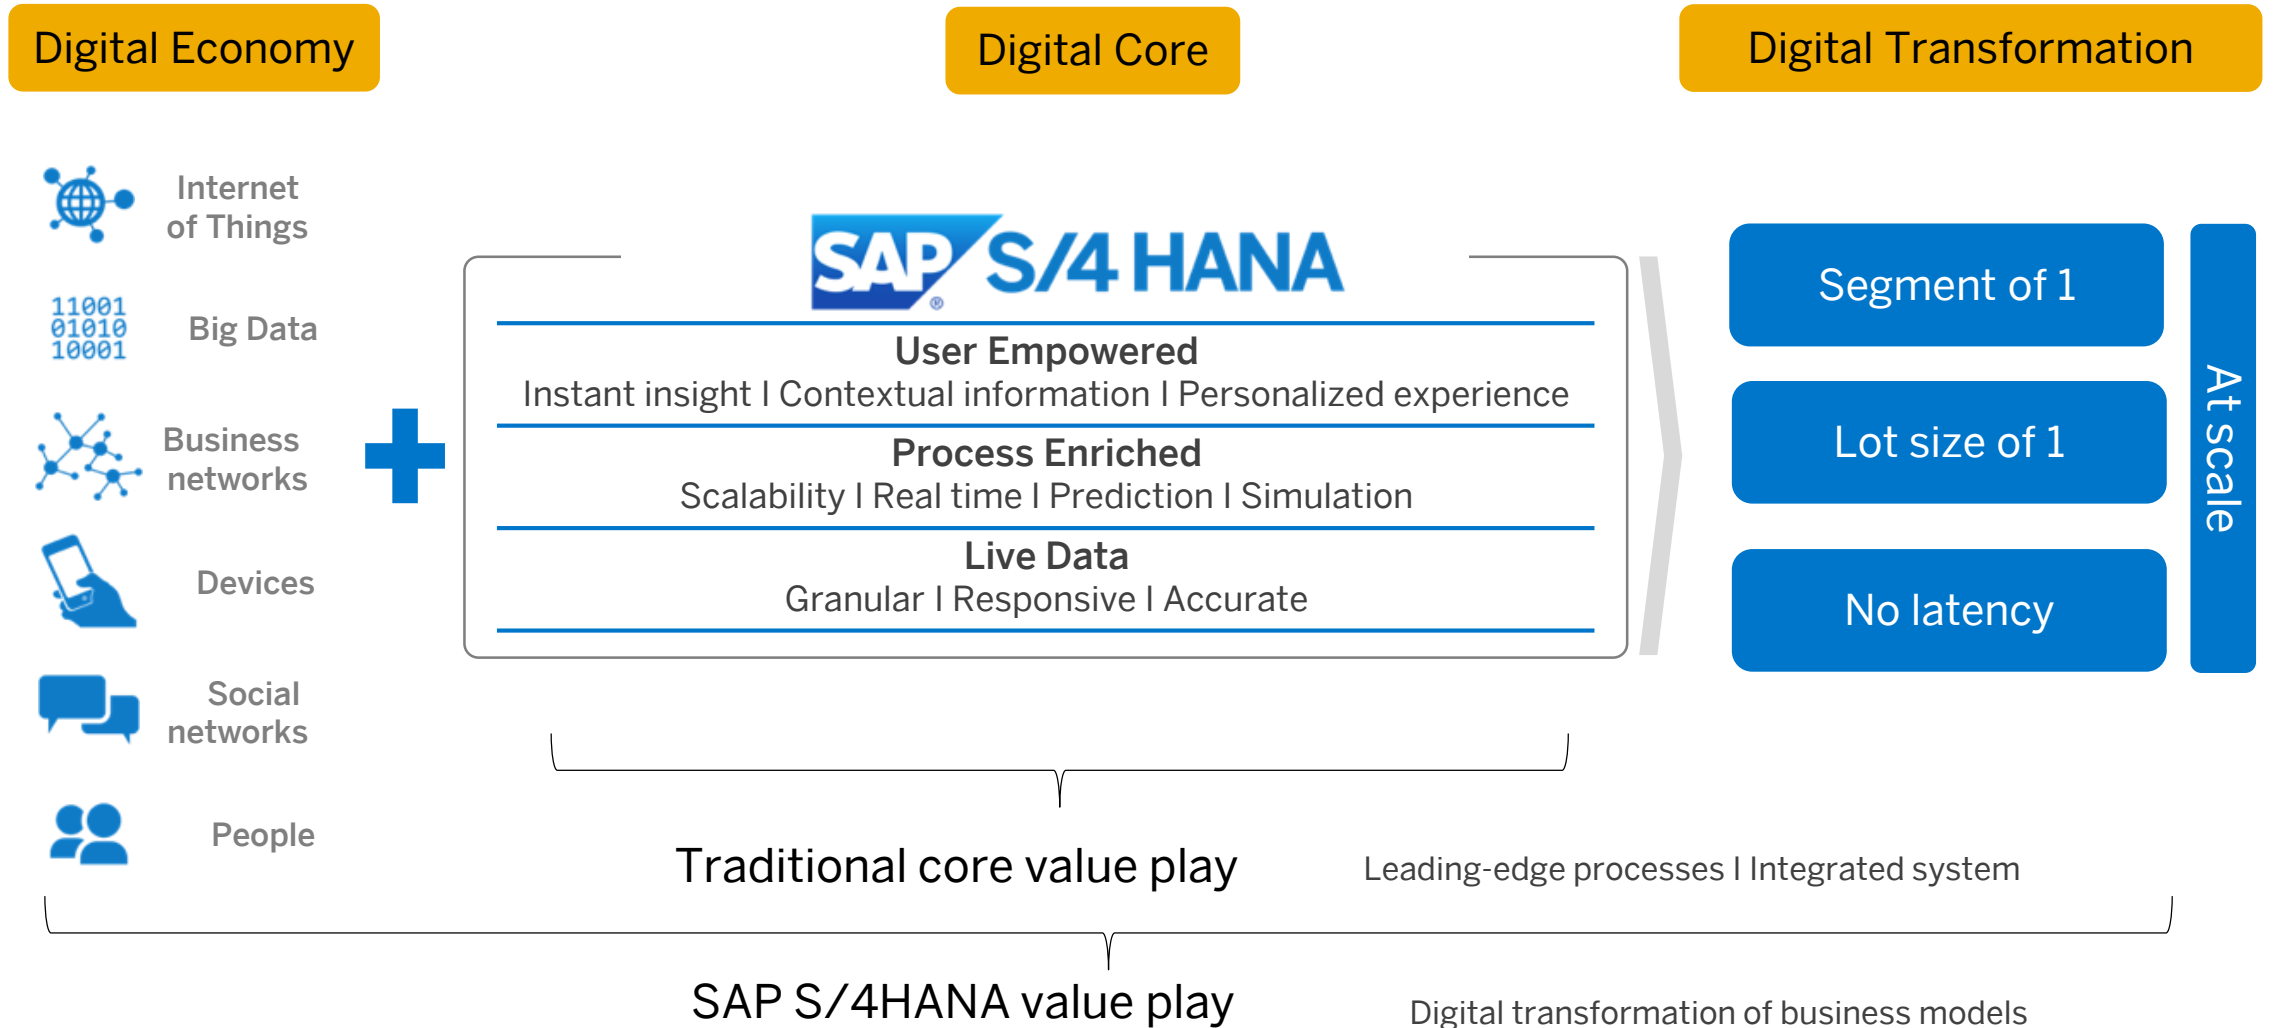 Digital Economy
Digital Core
Digital Transformation
Internet
of Things
11001
01010
10001
Big Data
Business
networks
Devices
Social
networks
People
SAP ® S/4 HANA
User Empowered
Instant insight I Contextual information I Personalized experience
Process Enriched
Scalability I Real time I Prediction I Simulation
Live Data
Granular I Responsive I Accurate
Segment of 1
Lot size of 1
No latency
At scale
Traditional core value play
Leading-edge processes I Integrated system
SAP S/4HANA value play
Digital transformation of business models